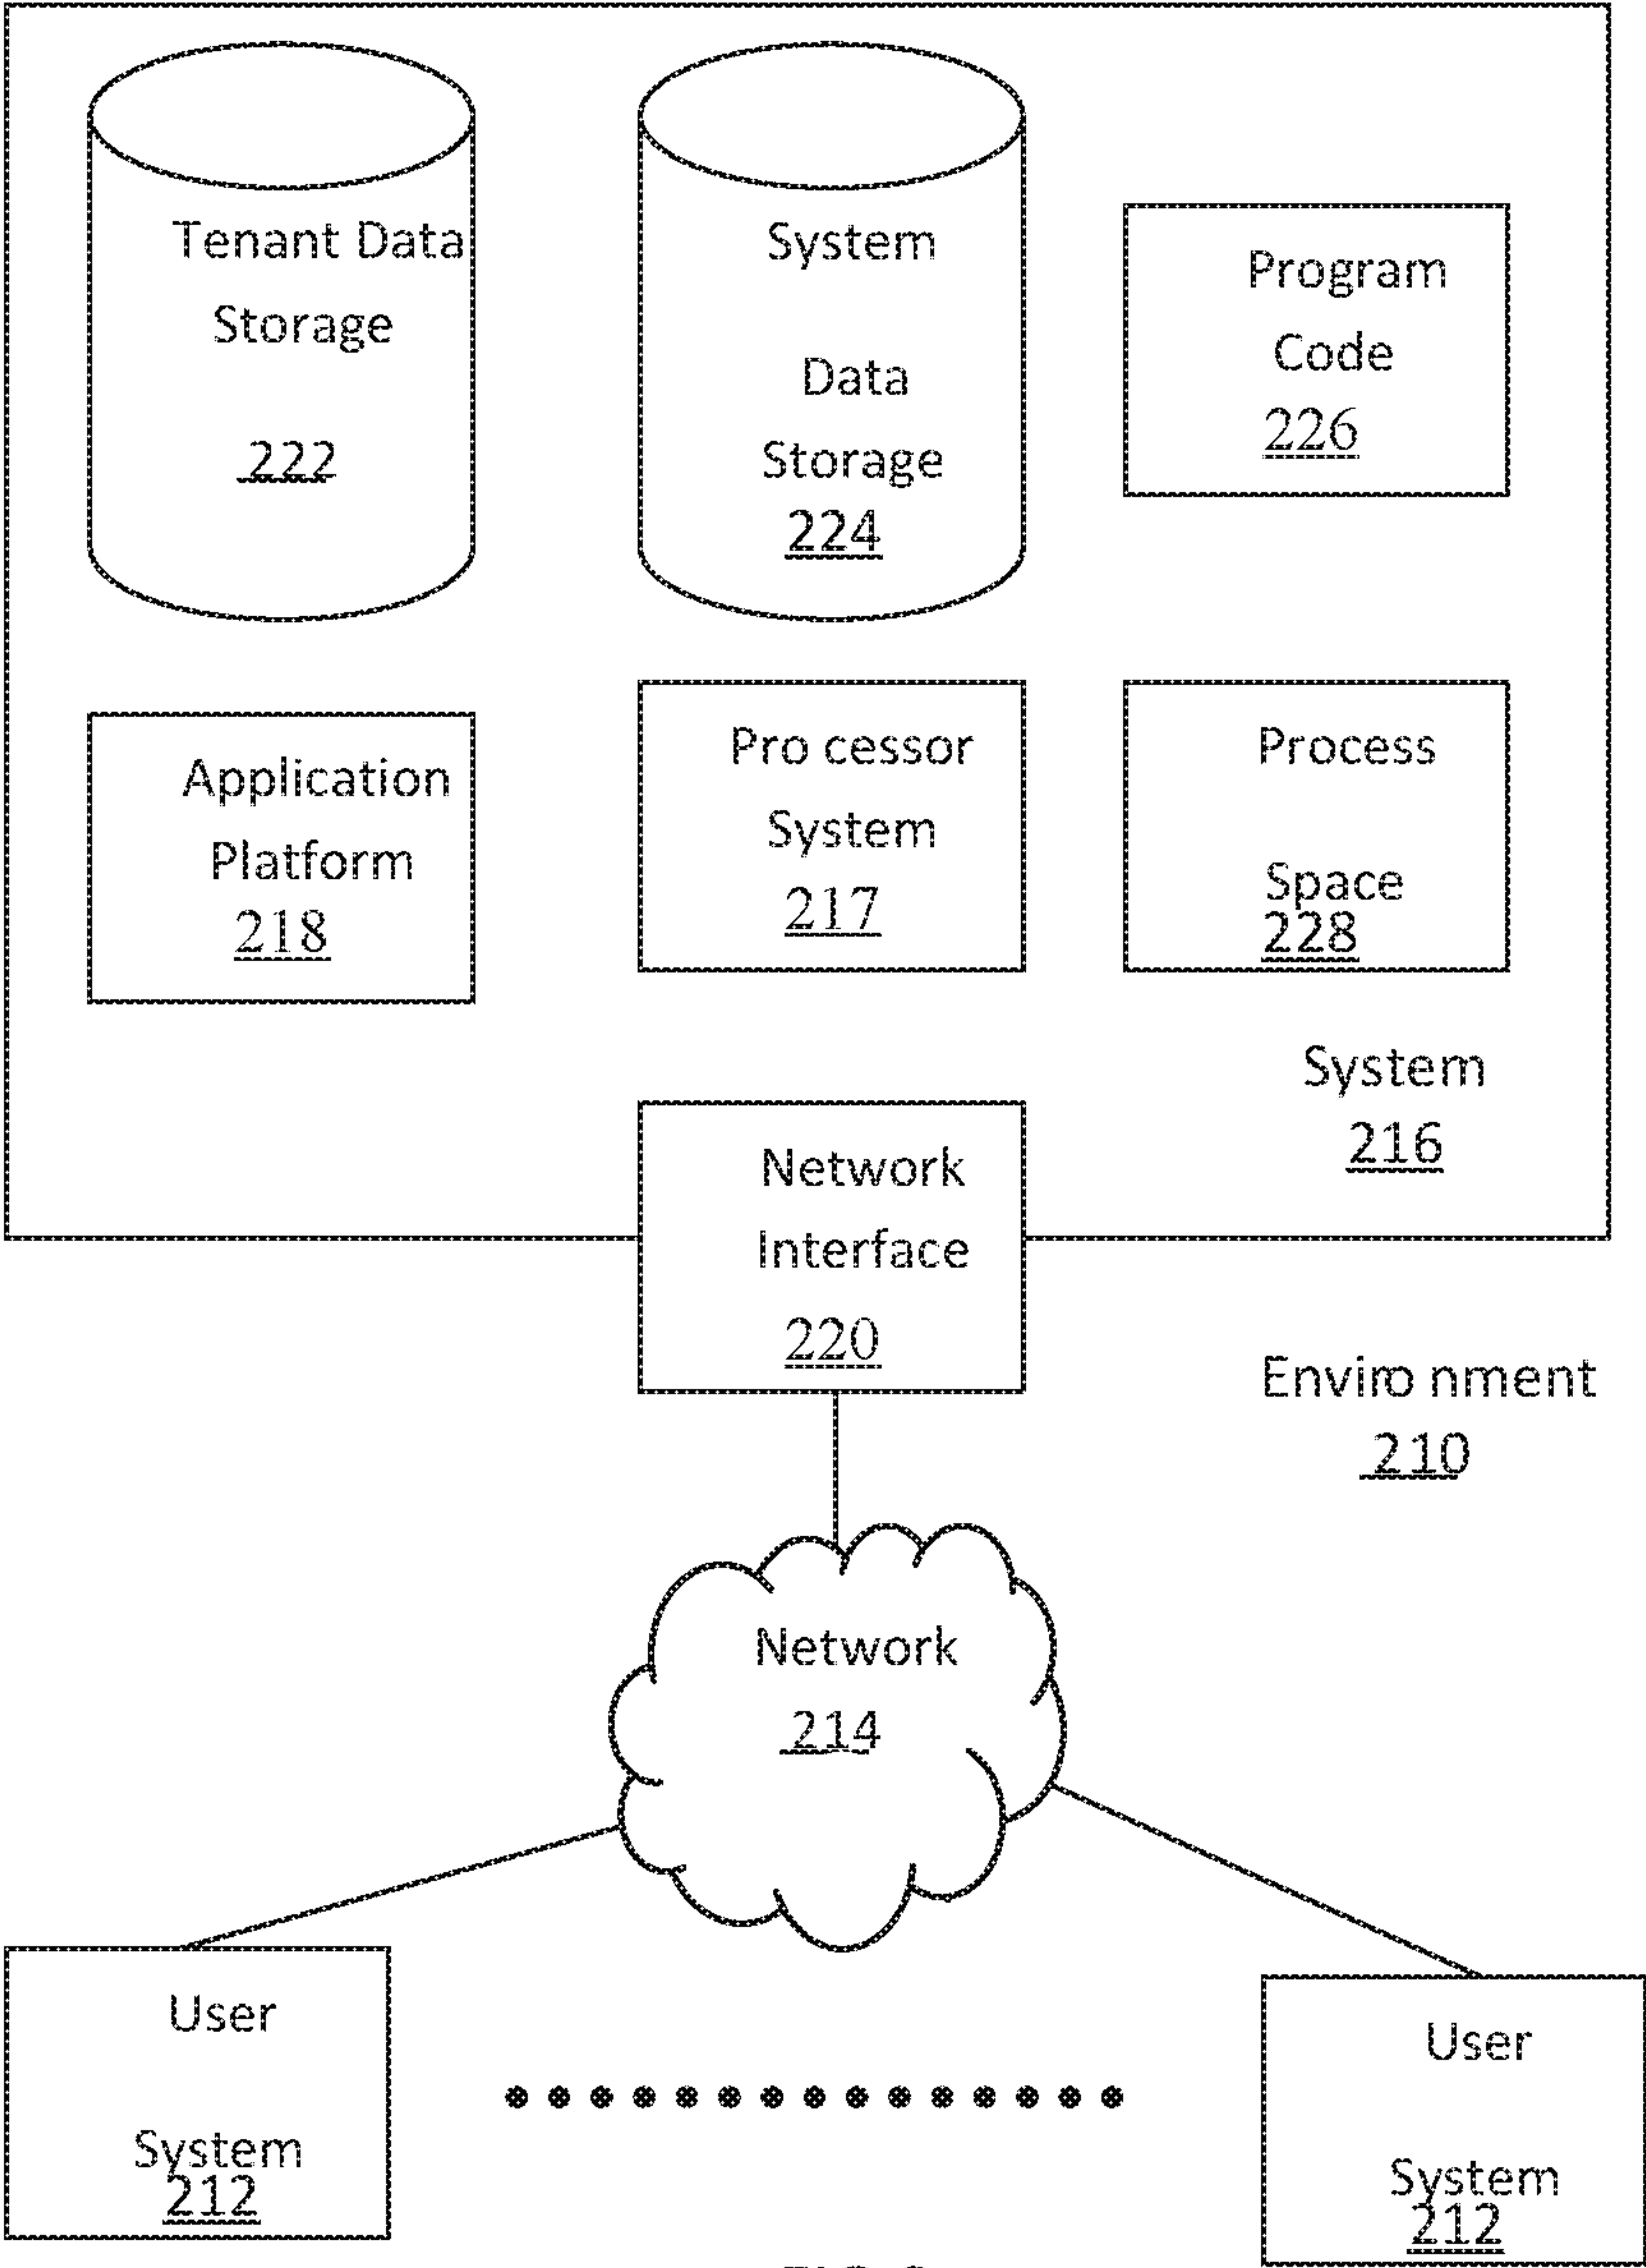 Tenant Data
Storage
222
System
Data
Storage
224
Program
Code
226
Application
Platform
218
Pro cessor
System
217
Process
Space
228
System
216
Network
Interface
220
Enviro nment
210
Network
214
User
System
212
User
System
212